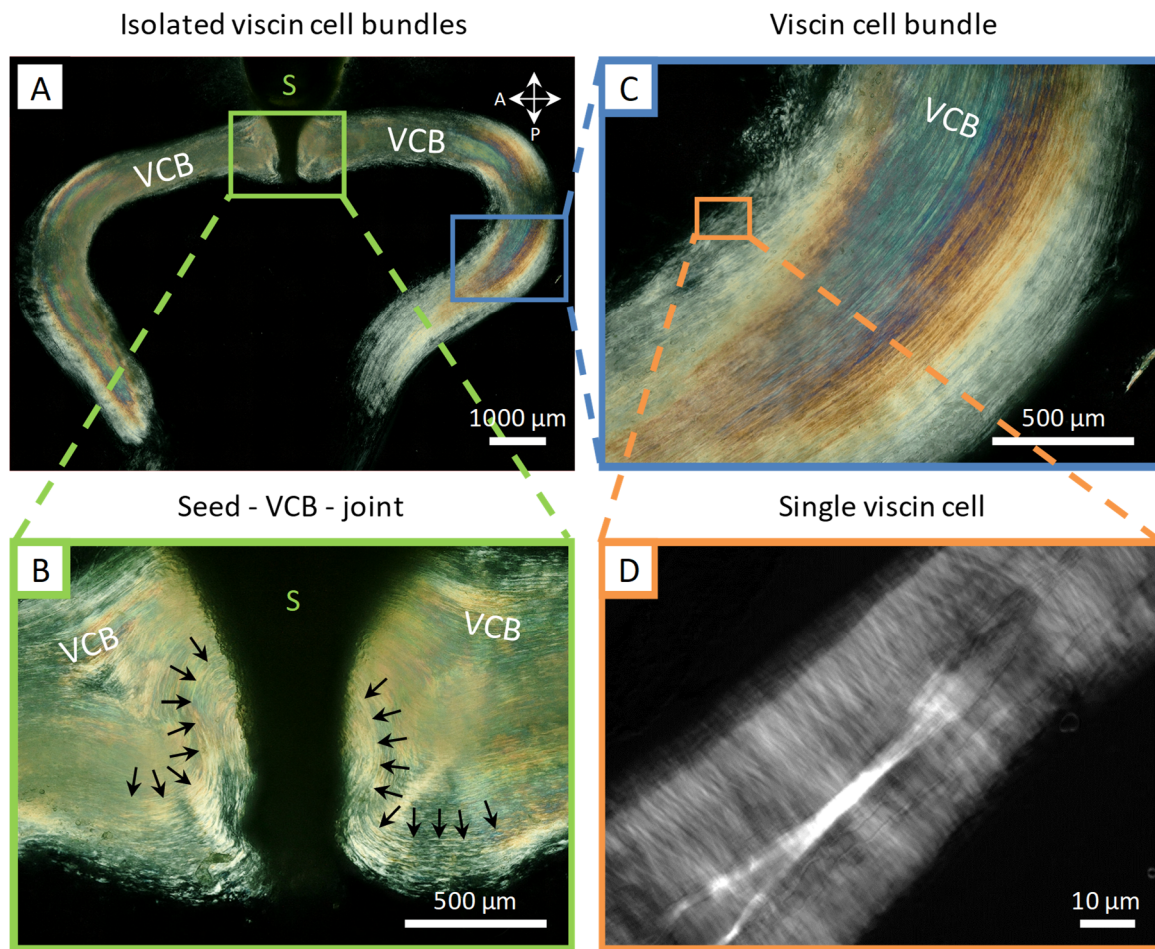 Isolated viscin cell bundles
Viscin cell bundle
A
S
A
P
VCB
VCB
1000 µm
C
VCB
500 µm
Seed - VCB - joint
Single viscin cell
B
S
VCB
VCB
500 µm
D
10 µm